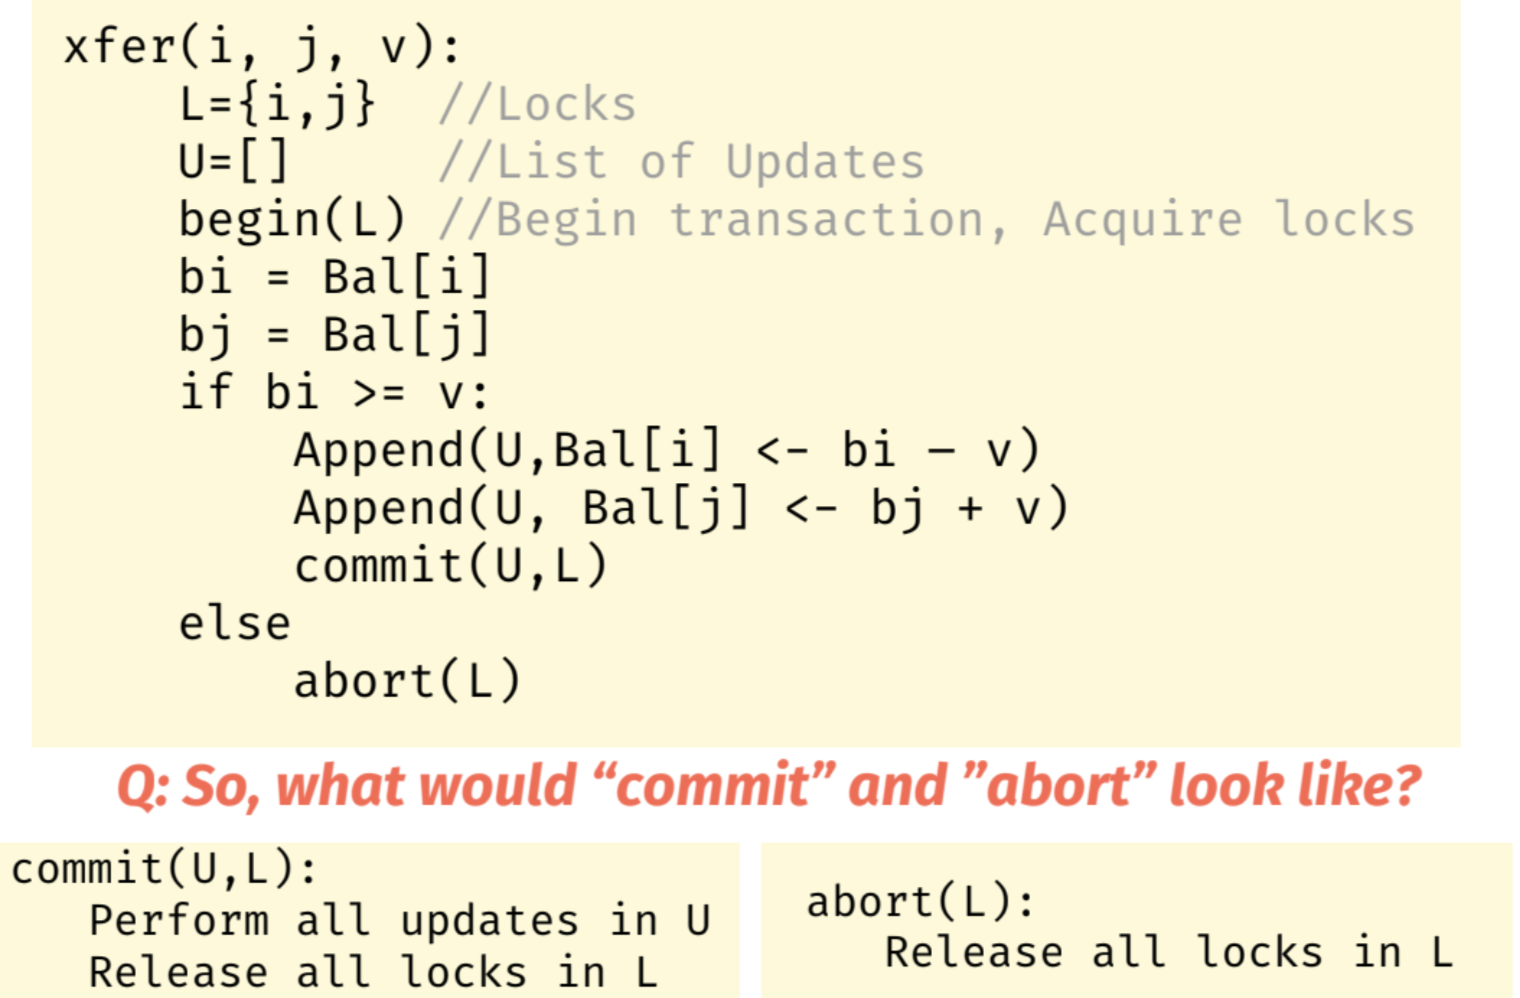 xfer(i, j, v):
L={i,j} //Locks
U=[] //List of Updates
begin(L) //Begin transaction, Acquire locks
bi = Bal[i]
bj = Bal[j]
if bi >= v:
Append(U,Bal[i] <- bi – v)
Append(U, Bal[j] <- bj + v)
commit(U,L)
else
abort(L)
Q: So, what would “commit” and ”abort” look like?
commit(U,L):
Perform all updates in U
Release all locks in L
abort(L):
Release all locks in L